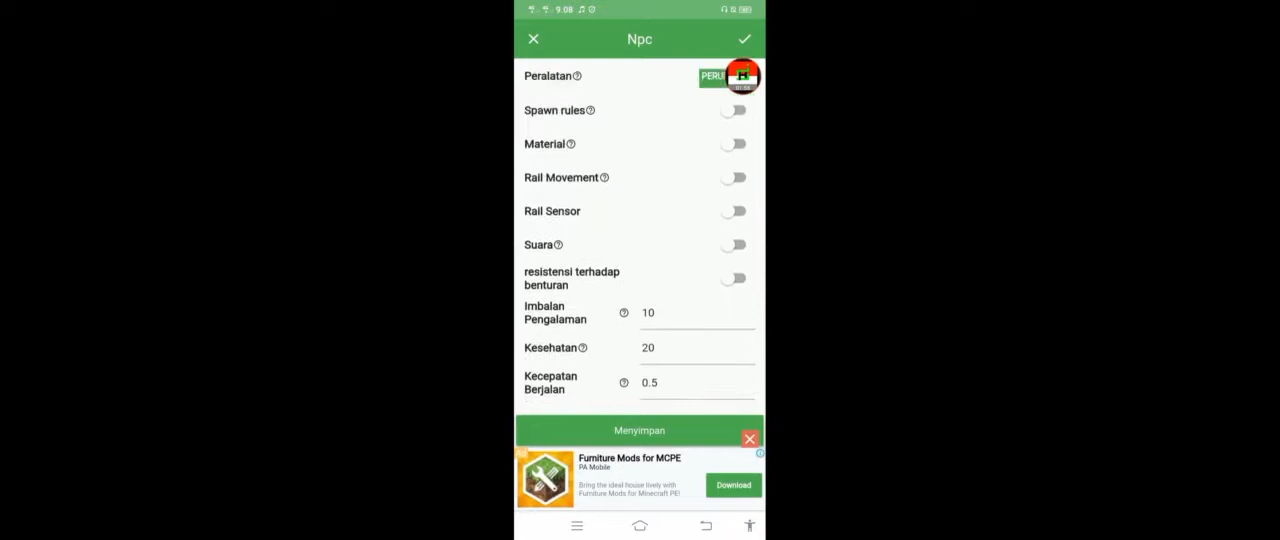 9.08
Npc
Peralatan
Spawn rules
01:56
Material
Rail Movement
Rail Sensor
Suara
resistensi terhadap
benturan
Imbalan
Pengalaman
10
Kesehatan
20
Kecepatan
Berjalan
0.5
Menyimpan
Furniture Mods for MCPE
PA Mobile
Bring the ideal house lively with
Furniture Mods for Minecraft PE!
Download